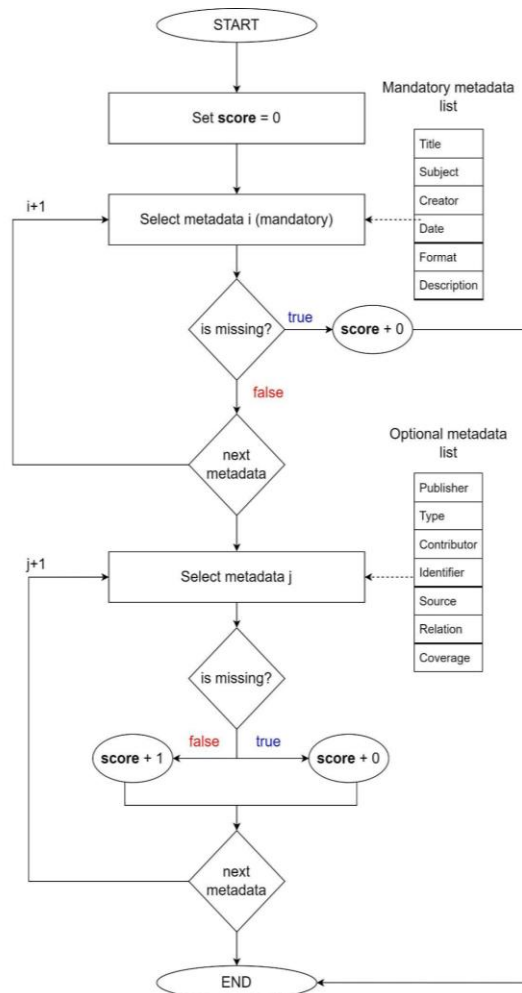 START
Set score = 0
Mandatory metadata
list
Title
Subject
Creator
Date
Format
Description
i+1
Select metadata i (mandatory)
is missing?
true
score + 0
false
next
metadata
Optional metadata
list
Publisher
Type
Contributor
Identifier
Source
Relation
Coverage
j+1
Select metadata j
is missing?
false
true
score + 1
score + 0
next
metadata
END